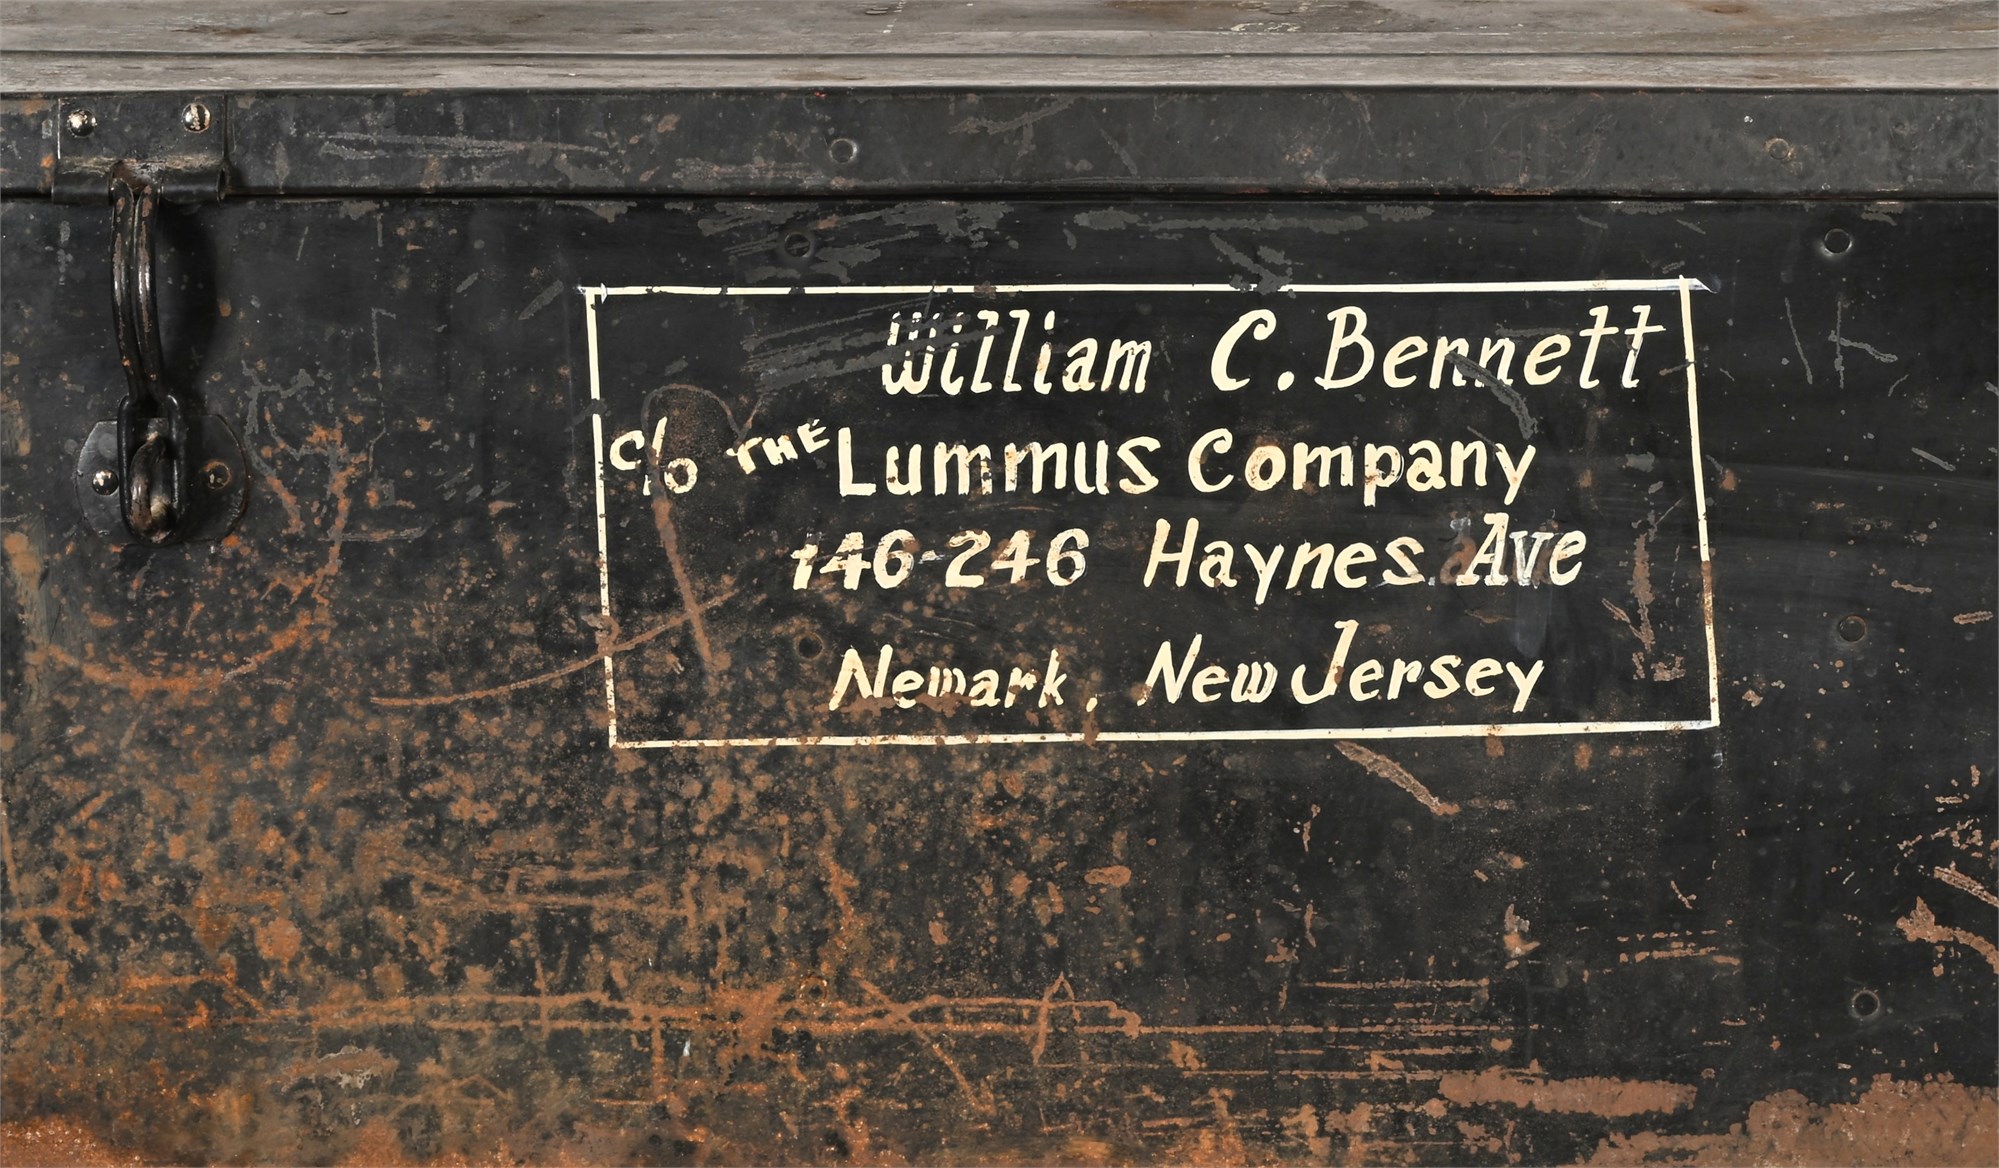 William C. Bennett
c/o THE Lummus Company
146-246 Haynes Ave
Newark, New Jersey